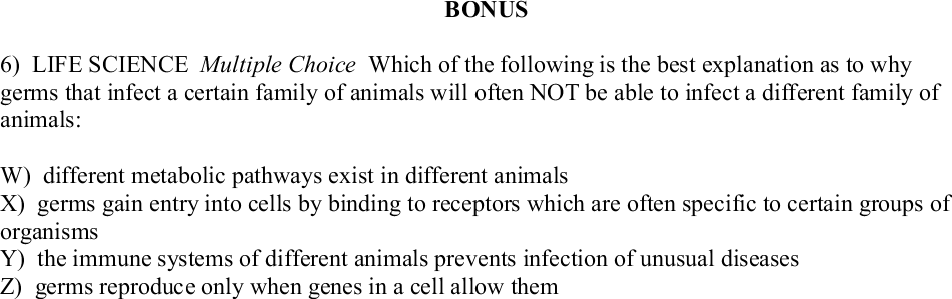 BONUS
6) LIFE SCIENCE Multiple Choice Which of the following is the best explanation as to why
germs that infect a certain family of animals will often NOT be able to infect a different family of
animals:
W) different metabolic pathways exist in different animals
X) germs gain entry into cells by binding to receptors which are often specific to certain groups of
organisms
Y) the immune systems of different animals prevents infection of unusual diseases
Z) germs reproduce only when genes in a cell allow them